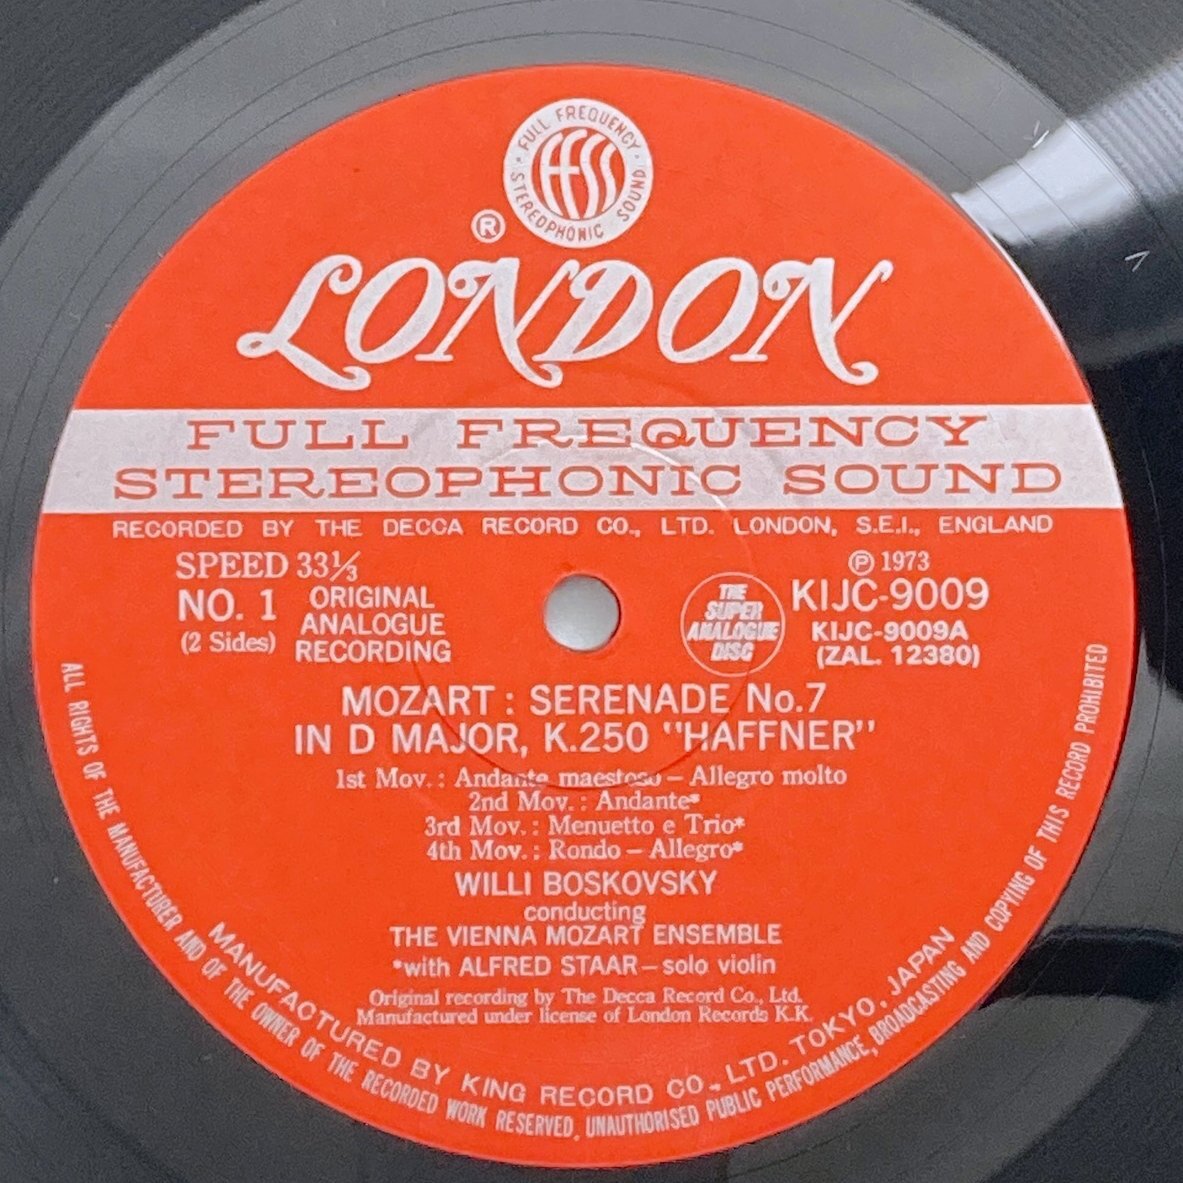 FULL FREQUENCY
STEREOPHONIC SOUND
FFSS
®
LONDON
FULL FREQUENCY
STEREOPHONIC SOUND
RECORDED BY THE DECCA RECORD CO., LTD. LONDON, S.E.I., ENGLAND
SPEED 33⅓
℗ 1973
NO. 1
(2 Sides)
ORIGINAL
ANALOGUE
RECORDING
THE
SUPER
ANALOGUE
DISC
KIJC-9009
KIJC-9009A
(ZAL. 12380)
MOZART : SERENADE No.7
IN D MAJOR, K.250 "HAFFNER"
1st Mov. : Andante maestoso – Allegro molto
2nd Mov. : Andante*
3rd Mov. : Menuetto e Trio*
4th Mov. : Rondo – Allegro*
WILLI BOSKOVSKY
conducting
THE VIENNA MOZART ENSEMBLE
*with ALFRED STAAR – solo violin
Original recording by The Decca Record Co., Ltd.
Manufactured under license of London Records K.K.
MANUFACTURED BY KING RECORD CO., LTD. TOKYO, JAPAN
ALL RIGHTS OF THE MANUFACTURER AND OF THE OWNER OF THE RECORDED WORK RESERVED, UNAUTHORISED PUBLIC PERFORMANCE, BROADCASTING AND COPYING OF THIS RECORD PROHIBITED